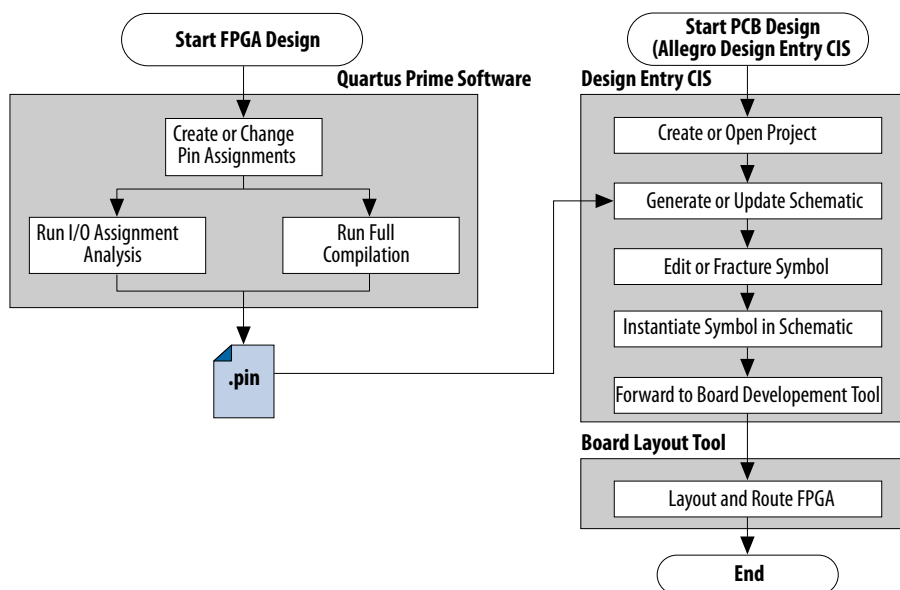 Start FPGA Design
Quartus Prime Software
Create or Change
Pin Assignments
Run I/O Assignment
Analysis
Run Full
Compilation
.pin
Start PCB Design
(Allegro Design Entry CIS
Design Entry CIS
Create or Open Project
Generate or Update Schematic
Edit or Fracture Symbol
Instantiate Symbol in Schematic
Forward to Board Developement Tool
Board Layout Tool
Layout and Route FPGA
End